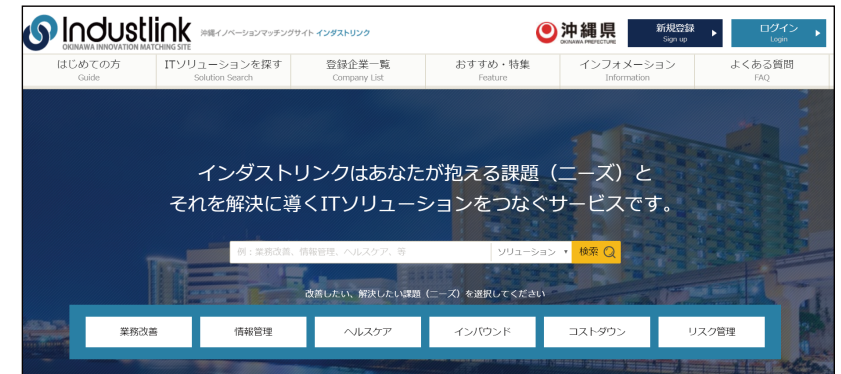 Industlink
OKINAWA INNOVATION MATCHING SITE
沖縄イノベーションマッチングサイト インダストリンク
沖縄県
OKINAWA PREFECTURE
新規登録
Sign up
ログイン
Login
はじめての方
Guide
ITソリューションを探す
Solution Search
登録企業一覧
Company List
おすすめ・特集
Feature
インフォメーション
Information
よくある質問
FAQ
インダストリンクはあなたが抱える課題（ニーズ）と
それを解決に導くITソリューションをつなぐサービスです。
例：業務改善、情報管理、ヘルスケア、等
ソリューション
検索
改善したい、解決したい課題（ニーズ）を選択してください
業務改善
情報管理
ヘルスケア
インバウンド
コストダウン
リスク管理